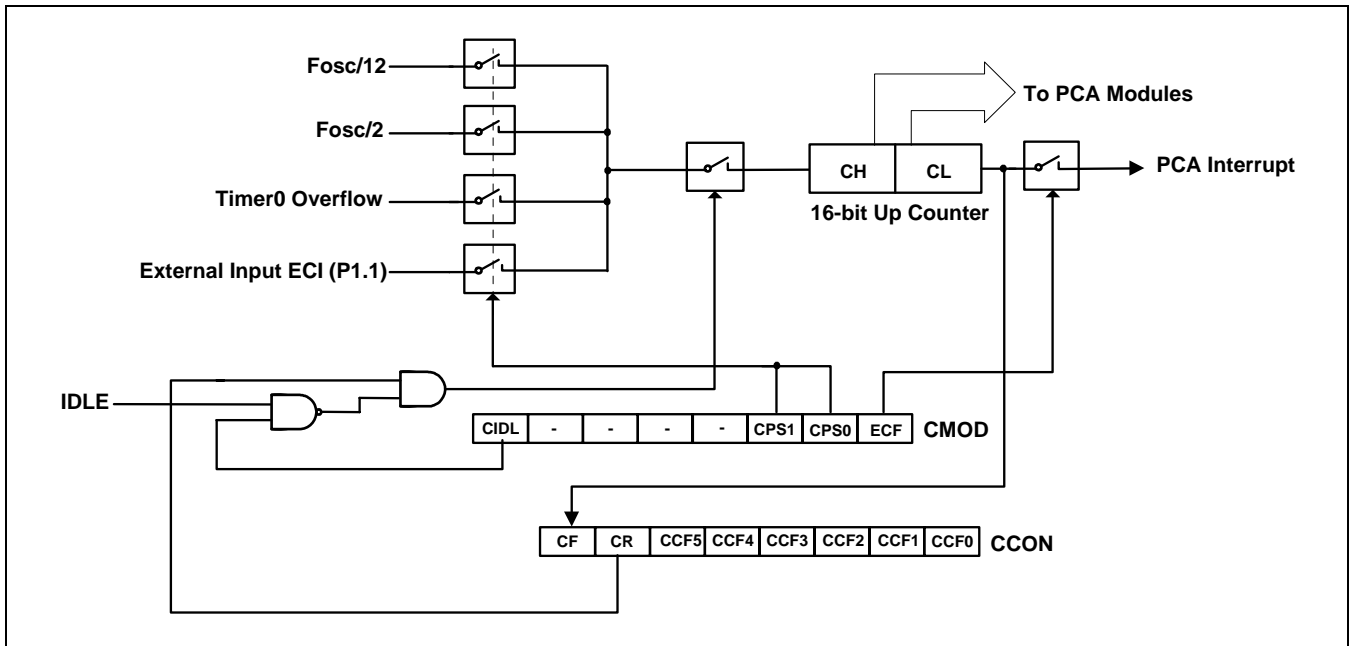 Fosc/12
Fosc/2
Timer0 Overflow
External Input ECI (P1.1)
To PCA Modules
CH CL
PCA Interrupt
16-bit Up Counter
IDLE
CIDL - - - - CPS1 CPS0 ECF CMOD
CF CR CCF5 CCF4 CCF3 CCF2 CCF1 CCF0 CCON